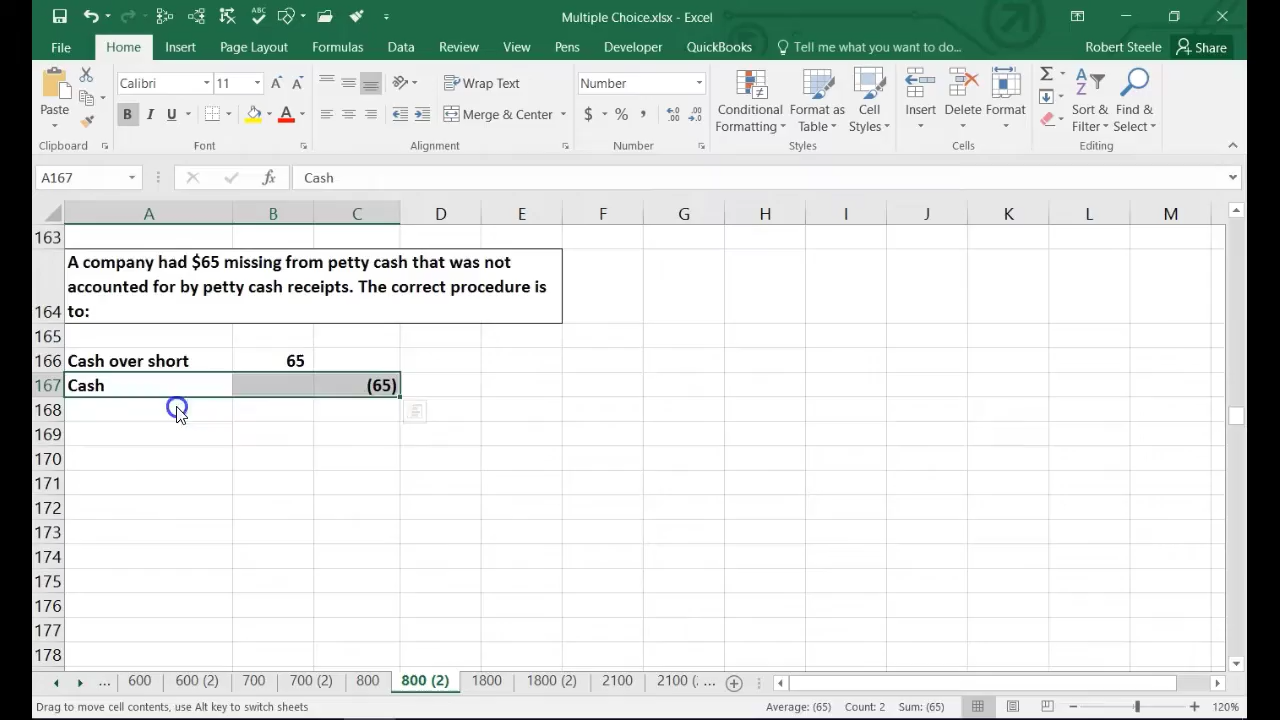 Multiple Choice.xlsx - Excel
File Home Insert Page Layout Formulas Data Review View Pens Developer QuickBooks Tell me what you want to do... Robert Steele Share
Paste Calibri 11 A A Wrap Text Number Conditional Formatting Format as Table Cell Styles Insert Delete Format Sort & Filter Find & Select
B I U A Merge & Center $ % ,
Clipboard Font Alignment Number Styles Cells Editing
A167 fx Cash
A B C D E F G H I J K L M
163
A company had $65 missing from petty cash that was not
accounted for by petty cash receipts. The correct procedure is
164 to:
165
166 Cash over short 65
167 Cash (65)
168
169
170
171
172
173
174
175
176
177
178
... 600 600 (2) 700 700 (2) 800 800 (2) 1800 1800 (2) 2100 2100 (. ...
Drag to move cell contents, use Alt key to switch sheets Average: (65) Count: 2 Sum: (65) 120%